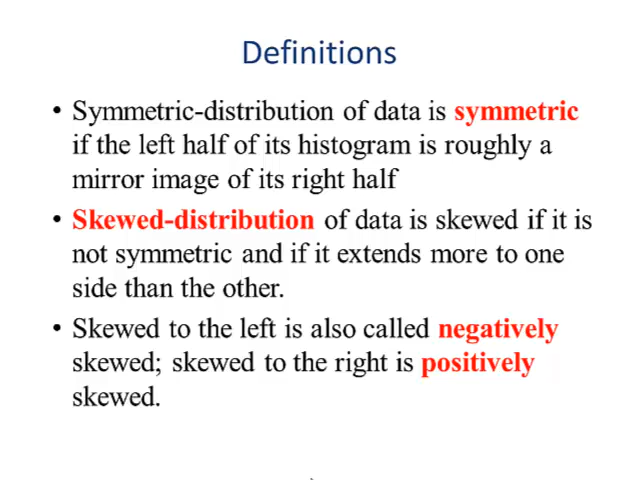 Definitions
• Symmetric-distribution of data is symmetric
if the left half of its histogram is roughly a
mirror image of its right half
• Skewed-distribution of data is skewed if it is
not symmetric and if it extends more to one
side than the other.
• Skewed to the left is also called negatively
skewed; skewed to the right is positively
skewed.